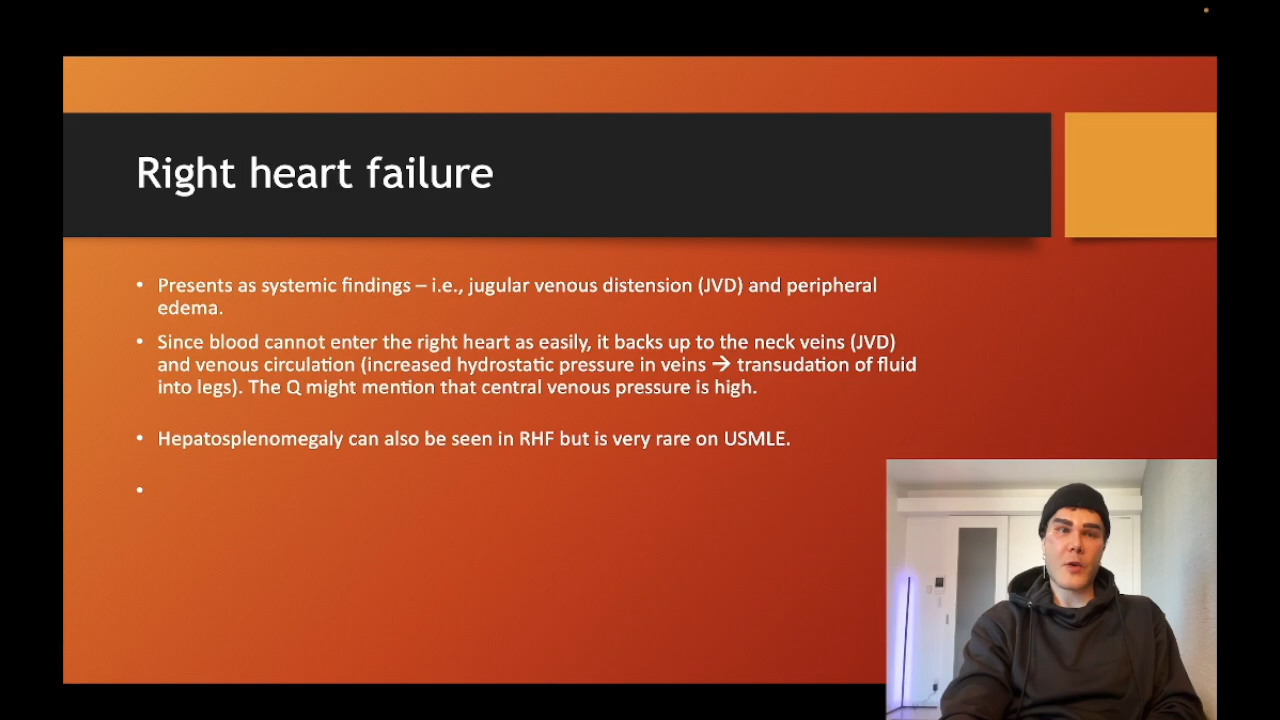 Right heart failure
• Presents as systemic findings – i.e., jugular venous distension (JVD) and peripheral
edema.
• Since blood cannot enter the right heart as easily, it backs up to the neck veins (JVD)
and venous circulation (increased hydrostatic pressure in veins → transudation of fluid
into legs). The Q might mention that central venous pressure is high.
• Hepatosplenomegaly can also be seen in RHF but is very rare on USMLE.
•